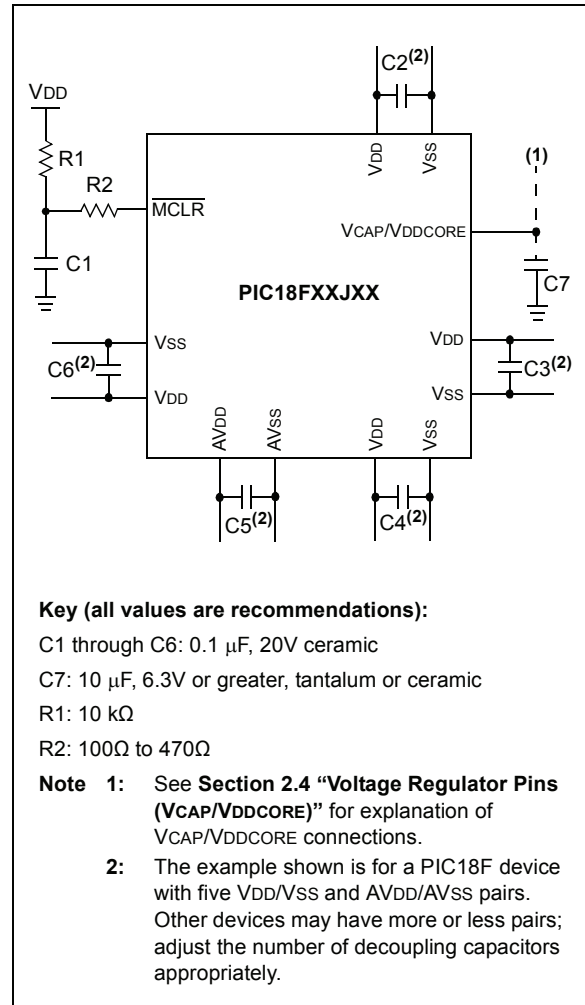 C2(2)
VDD
R1
R2
C1
MCLR
VDD
VSS
(1)
VCAP/VDDCORE
C7
PIC18FXXJXX
VSS
C6(2)
VDD
VDD
C3(2)
VSS
AVDD
AVSS
VDD
VSS
C5(2)
C4(2)
Key (all values are recommendations):
C1 through C6: 0.1 μF, 20V ceramic
C7: 10 μF, 6.3V or greater, tantalum or ceramic
R1: 10 kΩ
R2: 100Ω to 470Ω
Note 1: See Section 2.4 “Voltage Regulator Pins
(VCAP/VDDCORE)” for explanation of
VCAP/VDDCORE connections.
2: The example shown is for a PIC18F device
with five VDD/VSS and AVDD/AVSS pairs.
Other devices may have more or less pairs;
adjust the number of decoupling capacitors
appropriately.